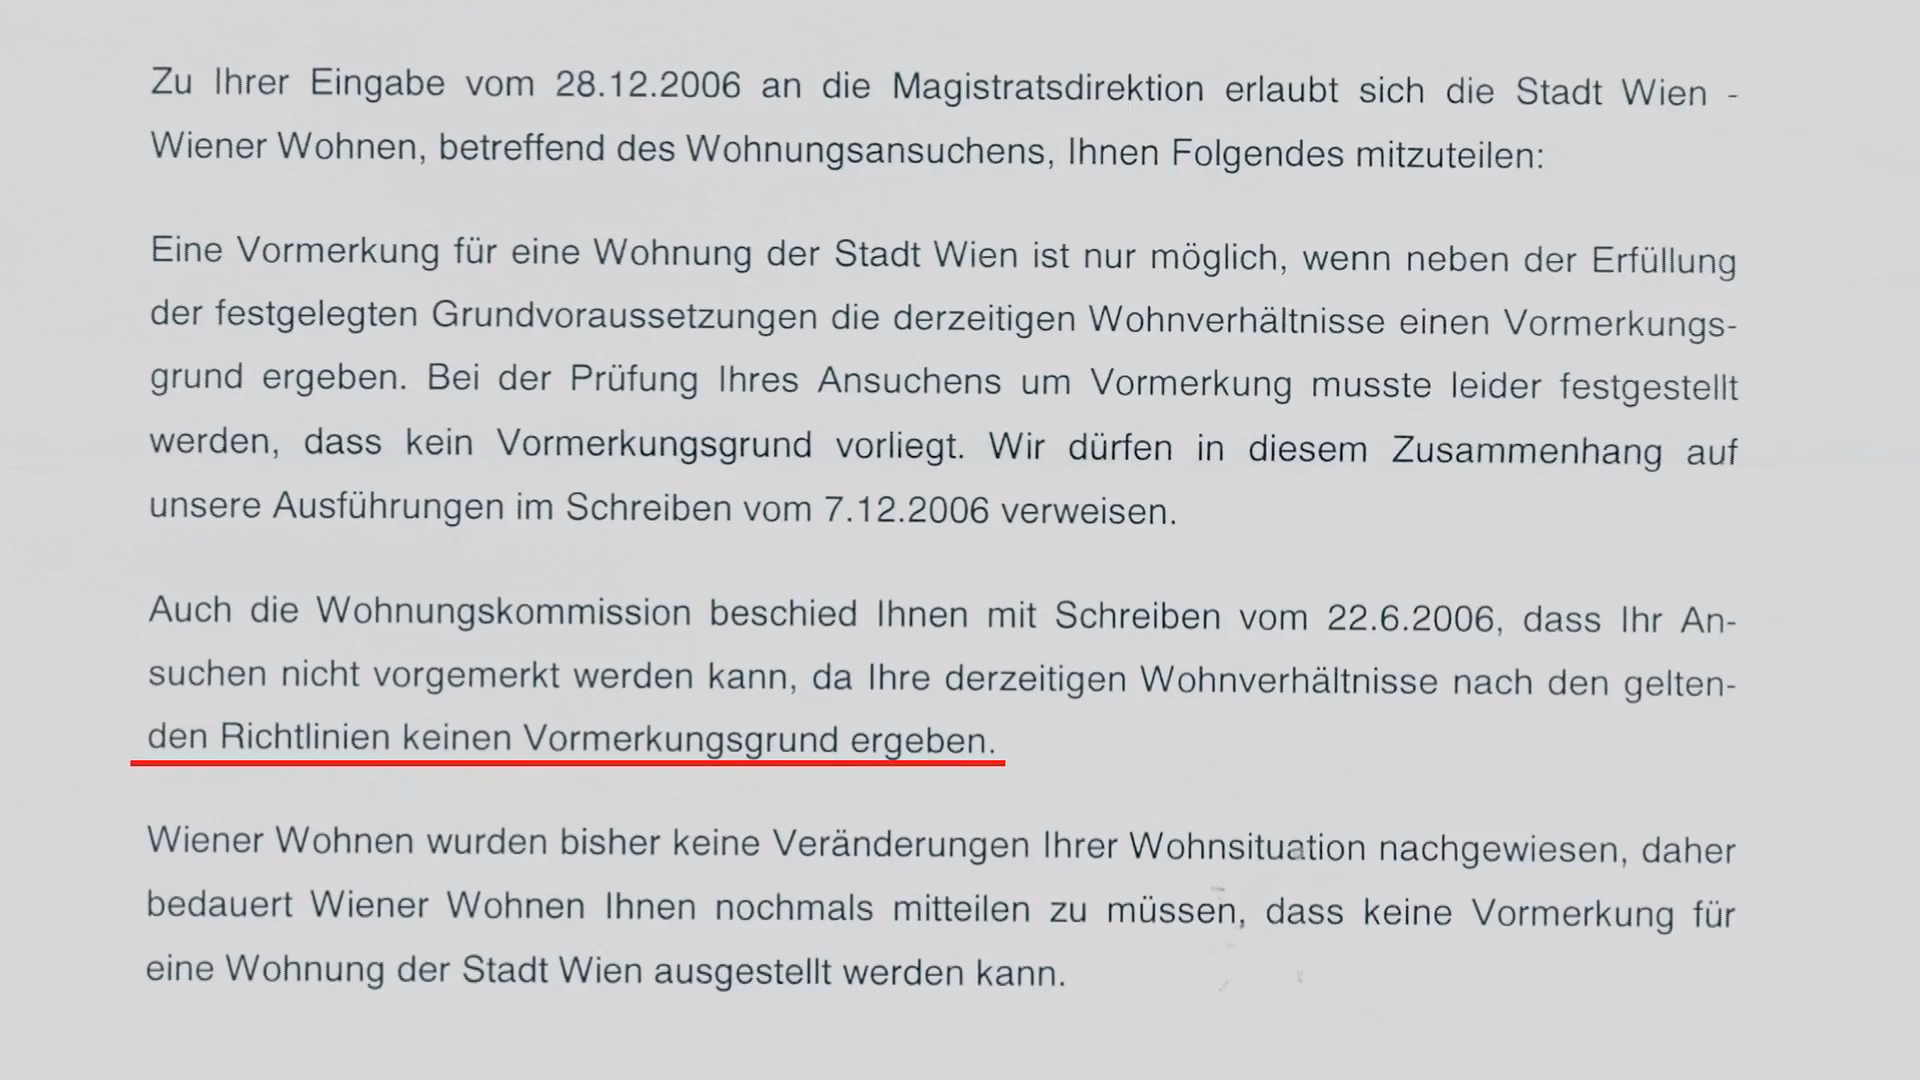 Zu Ihrer Eingabe vom 28.12.2006 an die Magistratsdirektion erlaubt sich die Stadt Wien -
Wiener Wohnen, betreffend des Wohnungsansuchens, Ihnen Folgendes mitzuteilen:
Eine Vormerkung für eine Wohnung der Stadt Wien ist nur möglich, wenn neben der Erfüllung
der festgelegten Grundvoraussetzungen die derzeitigen Wohnverhältnisse einen Vormerkungs-
grund ergeben. Bei der Prüfung Ihres Ansuchens um Vormerkung musste leider festgestellt
werden, dass kein Vormerkungsgrund vorliegt. Wir dürfen in diesem Zusammenhang auf
unsere Ausführungen im Schreiben vom 7.12.2006 verweisen.
Auch die Wohnungskommission beschied Ihnen mit Schreiben vom 22.6.2006, dass Ihr An-
suchen nicht vorgemerkt werden kann, da Ihre derzeitigen Wohnverhältnisse nach den gelten-
den Richtlinien keinen Vormerkungsgrund ergeben.
Wiener Wohnen wurden bisher keine Veränderungen Ihrer Wohnsituation nachgewiesen, daher
bedauert Wiener Wohnen Ihnen nochmals mitteilen zu müssen, dass keine Vormerkung für
eine Wohnung der Stadt Wien ausgestellt werden kann.